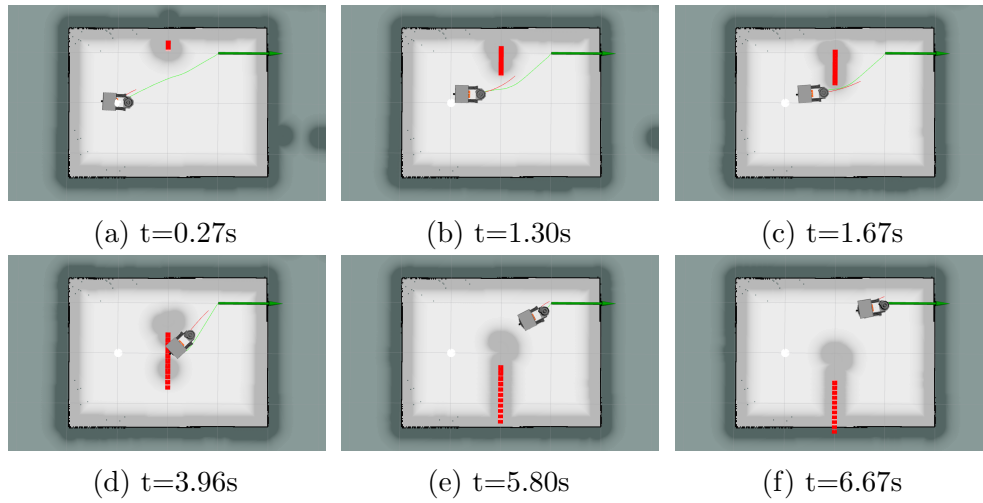 (a) t=0.27s
(b) t=1.30s
(c) t=1.67s
(d) t=3.96s
(e) t=5.80s
(f) t=6.67s